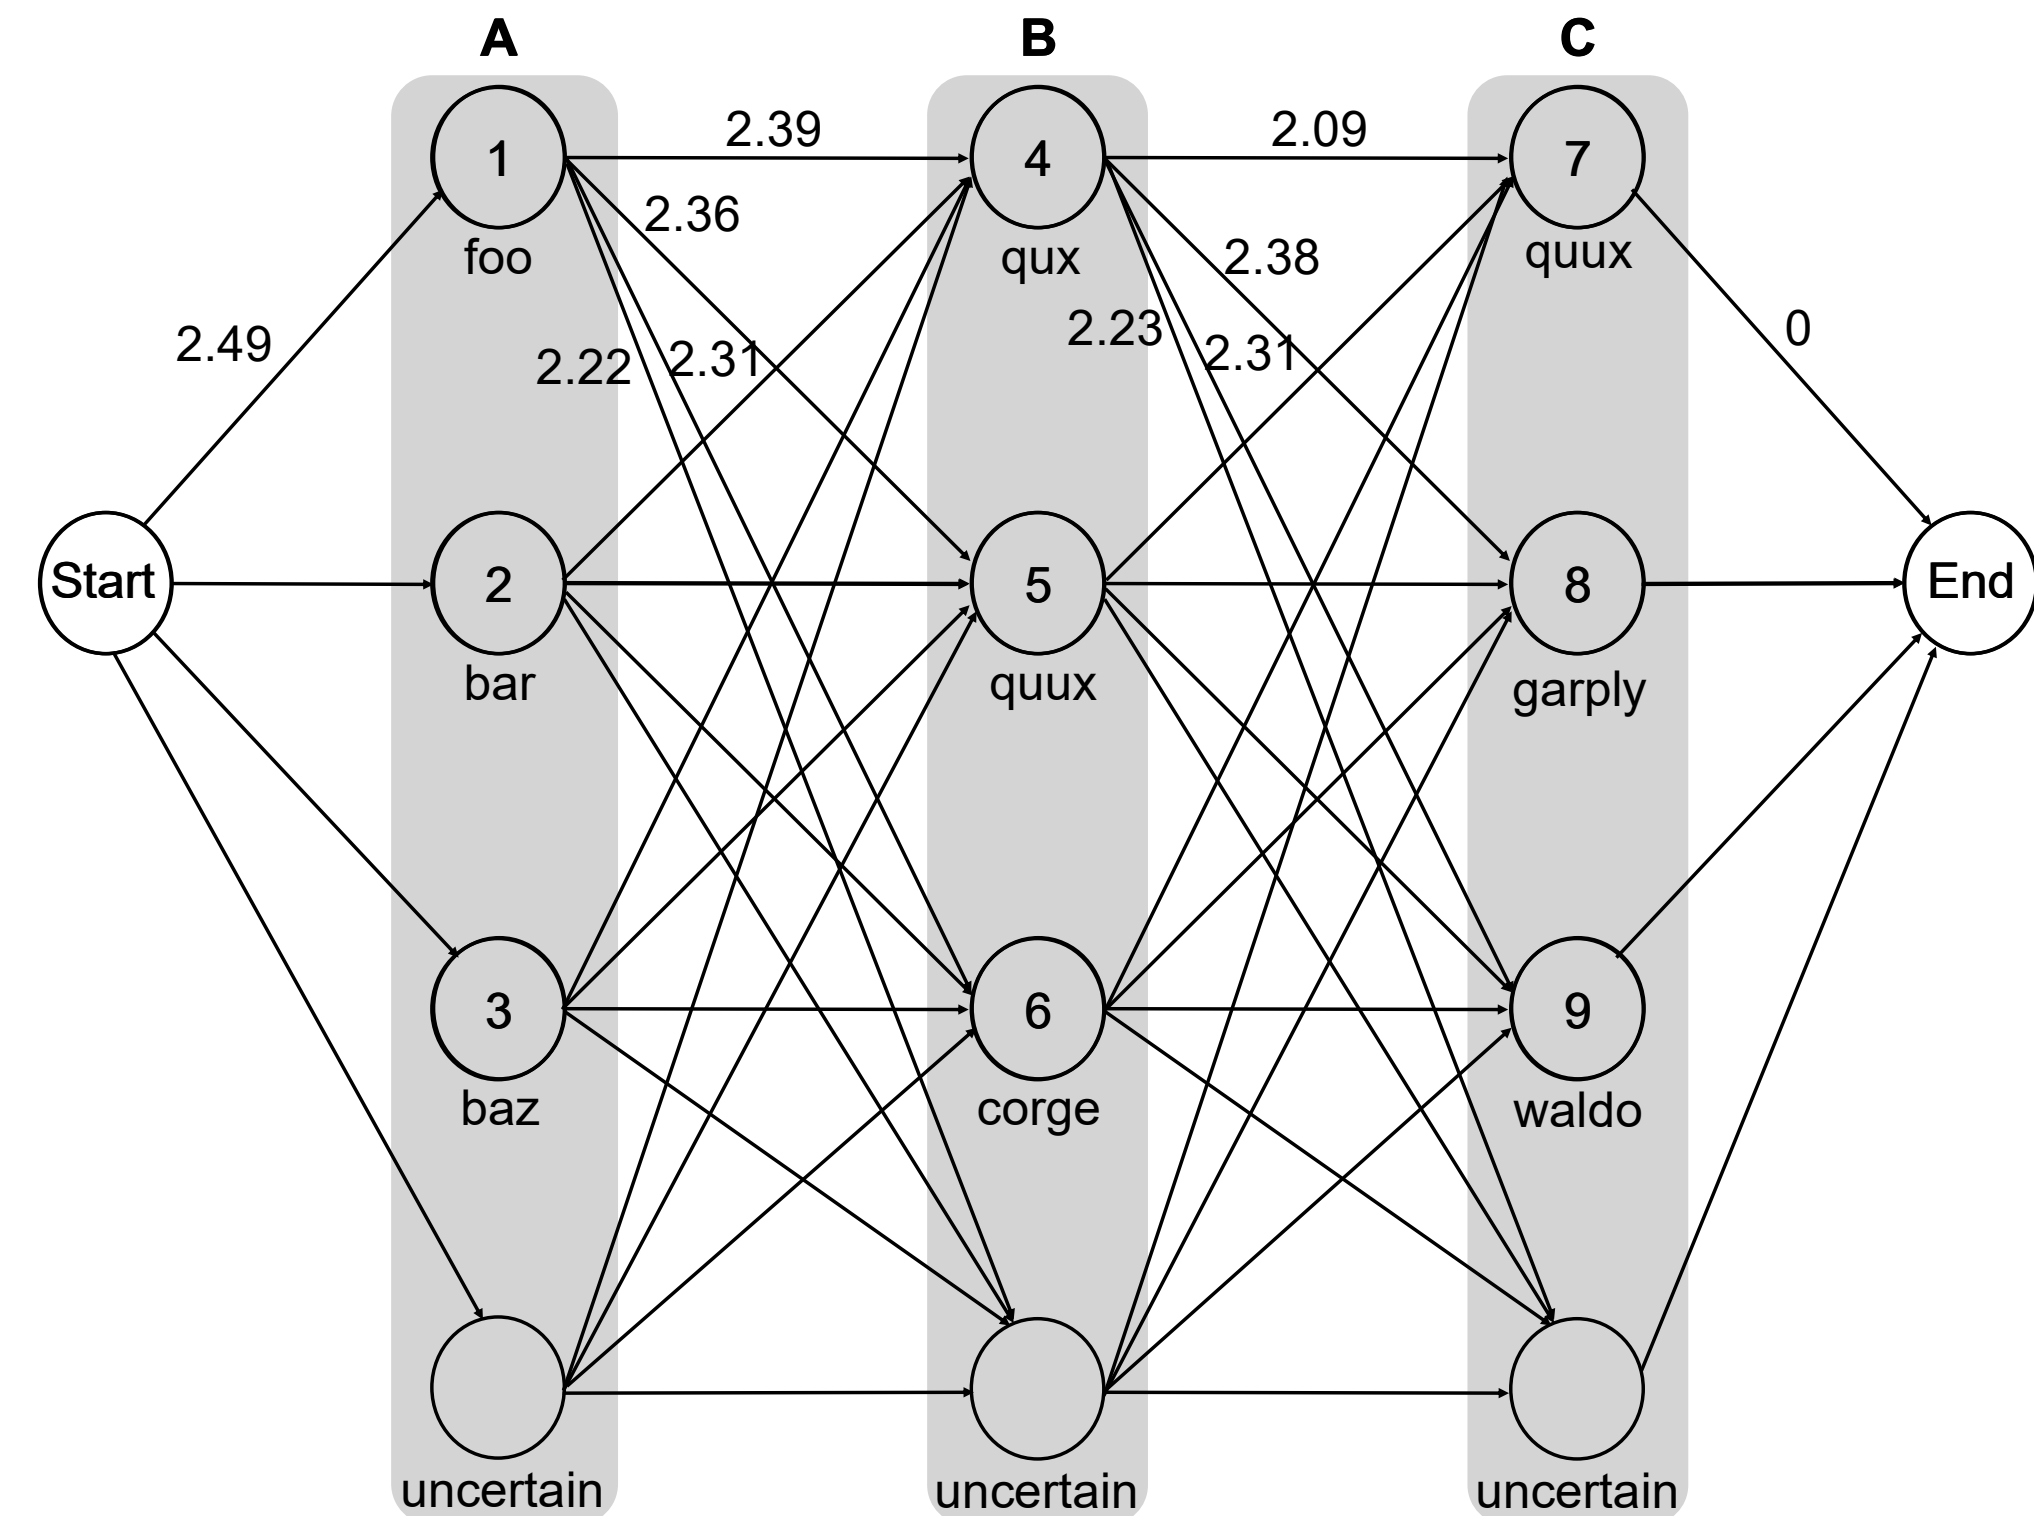 A
B
C
1
2.39
4
2.09
7
foo
2.36
qux
2.38
quux
2.49
2.22
2.31
2.23
2.31
0
Start
2
5
8
End
bar
quux
garply
3
6
9
baz
corge
waldo
uncertain
uncertain
uncertain